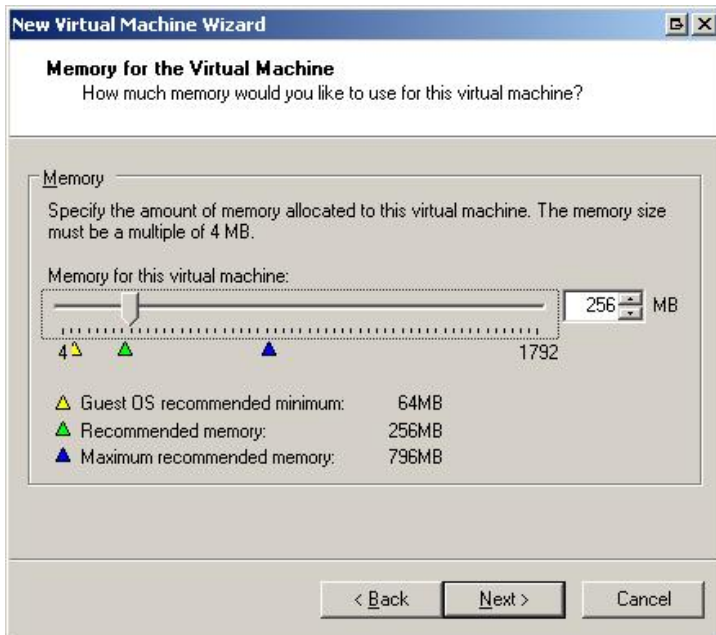 New Virtual Machine Wizard
Memory for the Virtual Machine
How much memory would you like to use for this virtual machine?
Memory
Specify the amount of memory allocated to this virtual machine. The memory size
must be a multiple of 4 MB.
Memory for this virtual machine:
256 MB
4 1792
Guest OS recommended minimum: 64MB
Recommended memory: 256MB
Maximum recommended memory: 796MB
< Back Next > Cancel